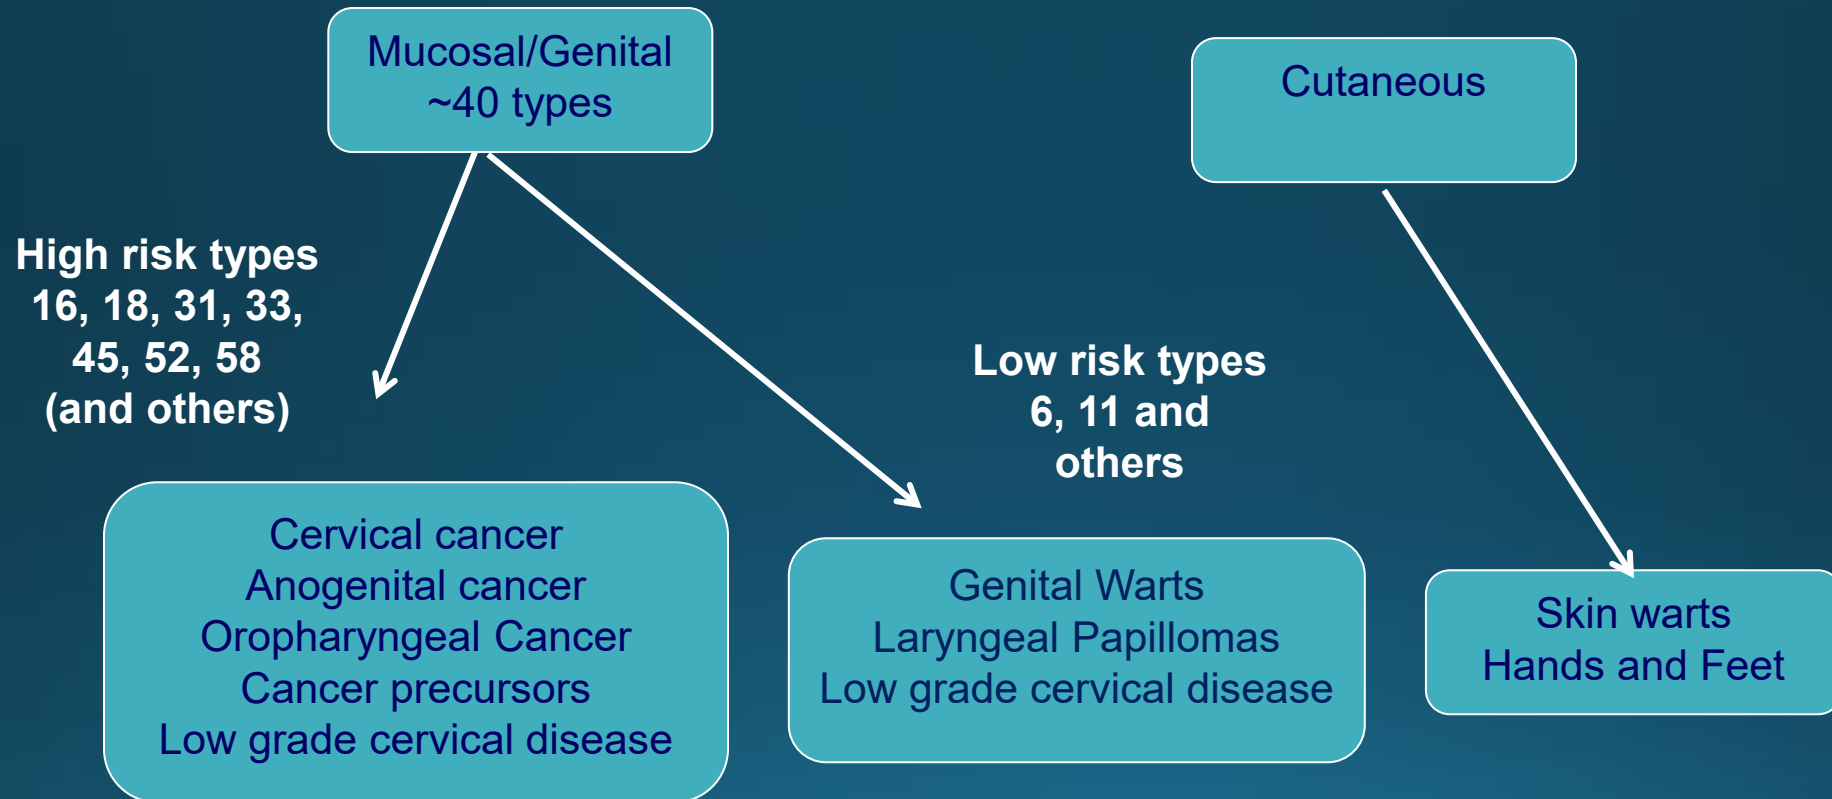 Mucosal/Genital
~40 types
Cutaneous
High risk types
16, 18, 31, 33,
45, 52, 58
(and others)
Low risk types
6, 11 and
others
Cervical cancer
Anogenital cancer
Oropharyngeal Cancer
Cancer precursors
Low grade cervical disease
Genital Warts
Laryngeal Papillomas
Low grade cervical disease
Skin warts
Hands and Feet